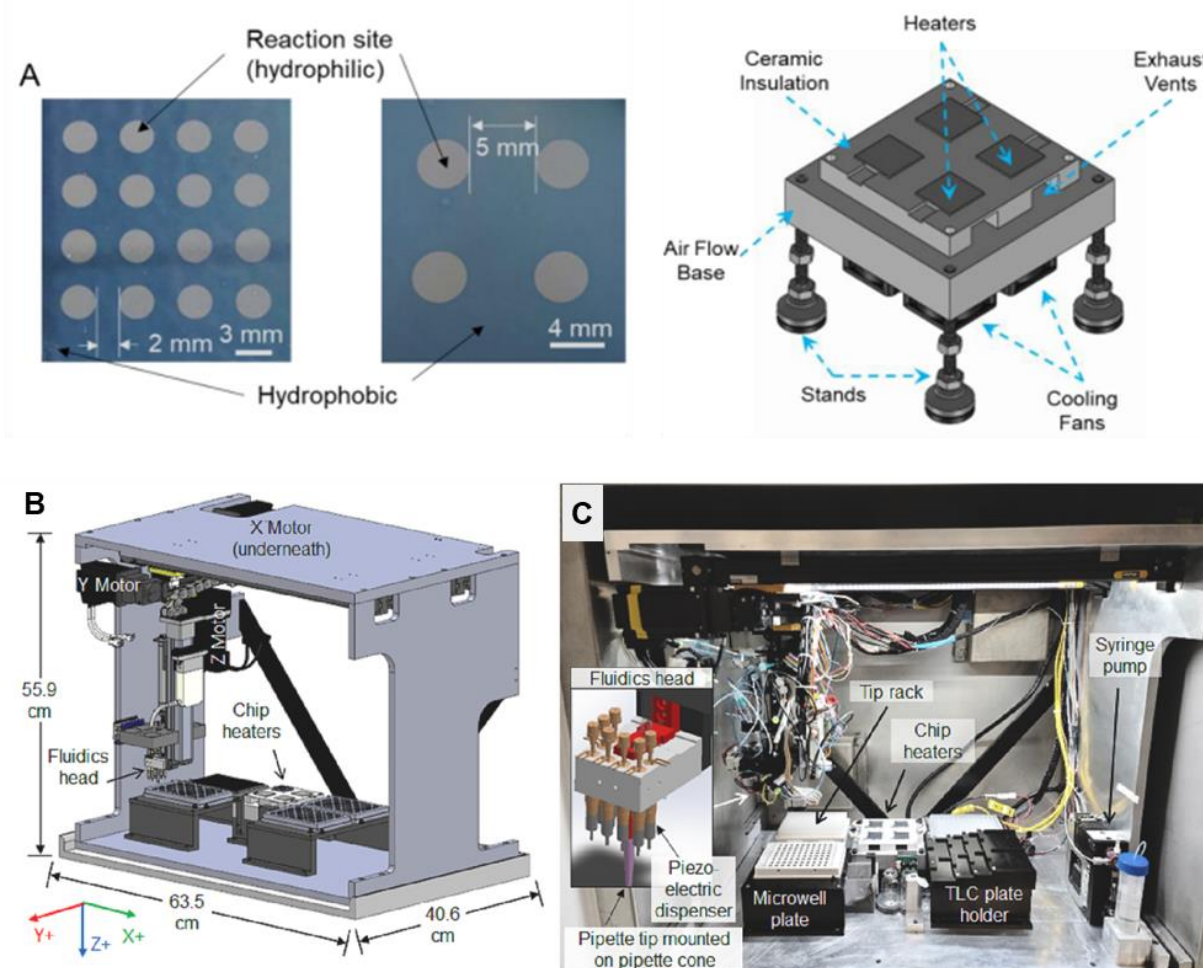 A
Reaction site
(hydrophilic)
2 mm
3 mm
5 mm
4 mm
Hydrophobic
Heaters
Ceramic
Insulation
Exhaust
Vents
Air Flow
Base
Stands
Cooling
Fans
B
X Motor
(underneath)
Y Motor
Z Motor
55.9
cm
Chip
heaters
Fluidics
head
63.5
cm
40.6
cm
Y+
Z+
X+
C
Fluidics head
Tip rack
Chip
heaters
Syringe
pump
Piezo-
electric
dispenser
Microwell
plate
TLC plate
holder
Pipette tip mounted
on pipette cone